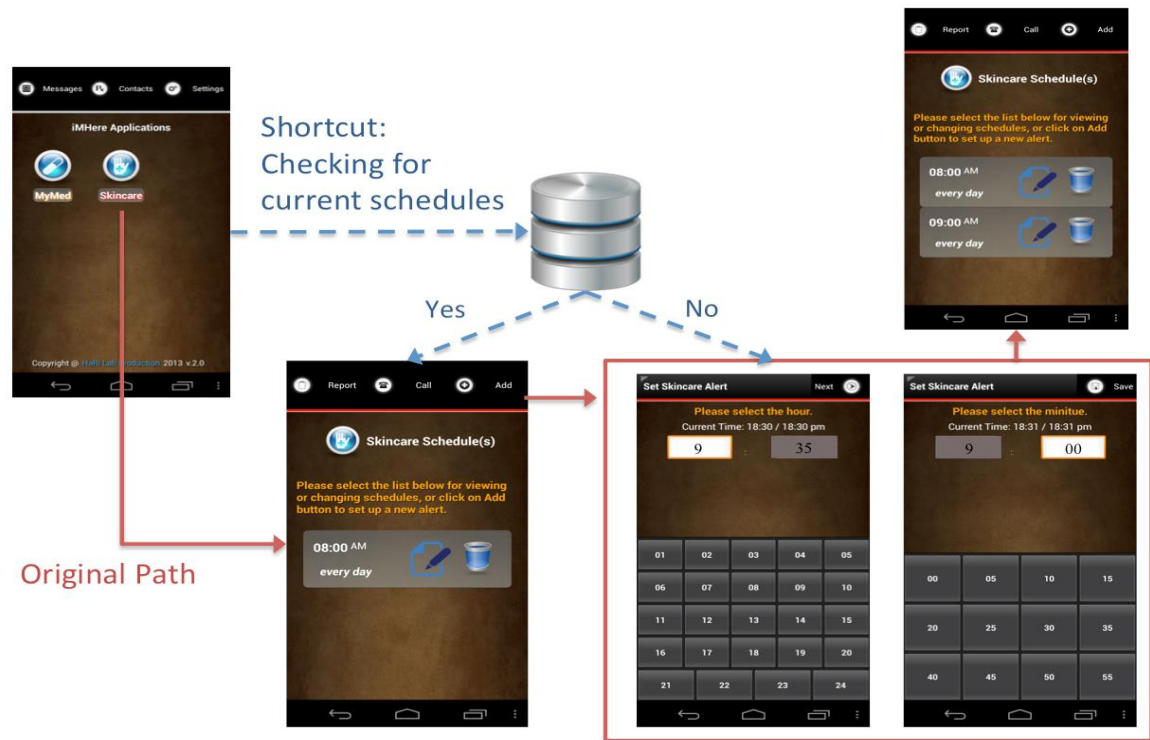 Messages Contacts Settings
iMHere Applications
MyMed Skincare
Copyright @ HARI Lab Production 2013 v.2.0
Shortcut:
Checking for
current schedules
Yes
No
Original Path
Report Call Add
Skincare Schedule(s)
Please select the list below for viewing
or changing schedules, or click on Add
button to set up a new alert.
08:00 AM
every day
Set Skincare Alert Next
Please select the hour.
Current Time: 18:30 / 18:30 pm
9 : 35
01 02 03 04 05
06 07 08 09 10
11 12 13 14 15
16 17 18 19 20
21 22 23 24
Set Skincare Alert Save
Please select the minitue.
Current Time: 18:31 / 18:31 pm
9 : 00
00 05 10 15
20 25 30 35
40 45 50 55
Report Call Add
Skincare Schedule(s)
Please select the list below for viewing
or changing schedules, or click on Add
button to set up a new alert.
08:00 AM
every day
09:00 AM
every day